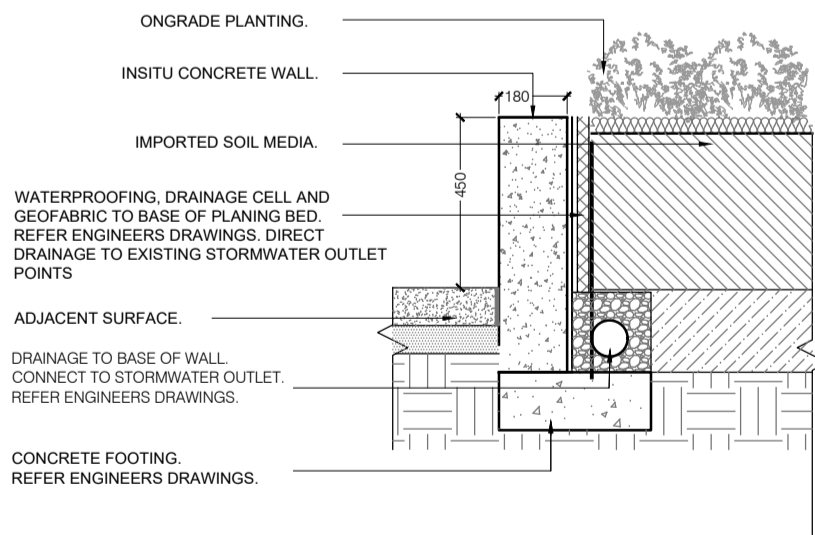 ONGRADE PLANTING.
INSITU CONCRETE WALL.
180
IMPORTED SOIL MEDIA.
450
WATERPROOFING, DRAINAGE CELL AND
GEOFABRIC TO BASE OF PLANING BED.
REFER ENGINEERS DRAWINGS. DIRECT
DRAINAGE TO EXISTING STORMWATER OUTLET
POINTS
ADJACENT SURFACE.
DRAINAGE TO BASE OF WALL.
CONNECT TO STORMWATER OUTLET.
REFER ENGINEERS DRAWINGS.
CONCRETE FOOTING.
REFER ENGINEERS DRAWINGS.